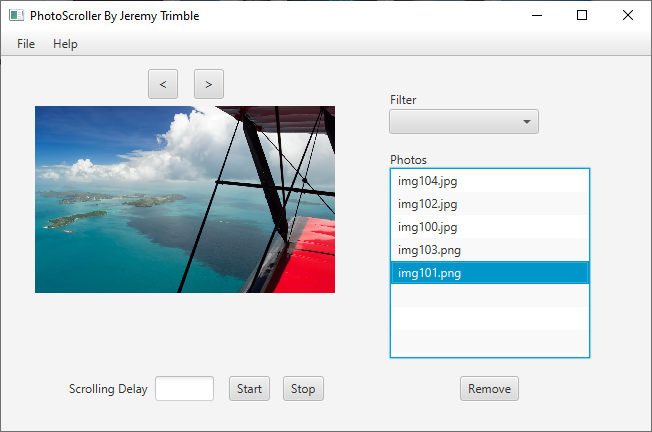 PhotoScroller By Jeremy Trimble
File Help
< >
Filter
Photos
img104.jpg
img102.jpg
img100.jpg
img103.png
img101.png
Scrolling Delay Start Stop Remove